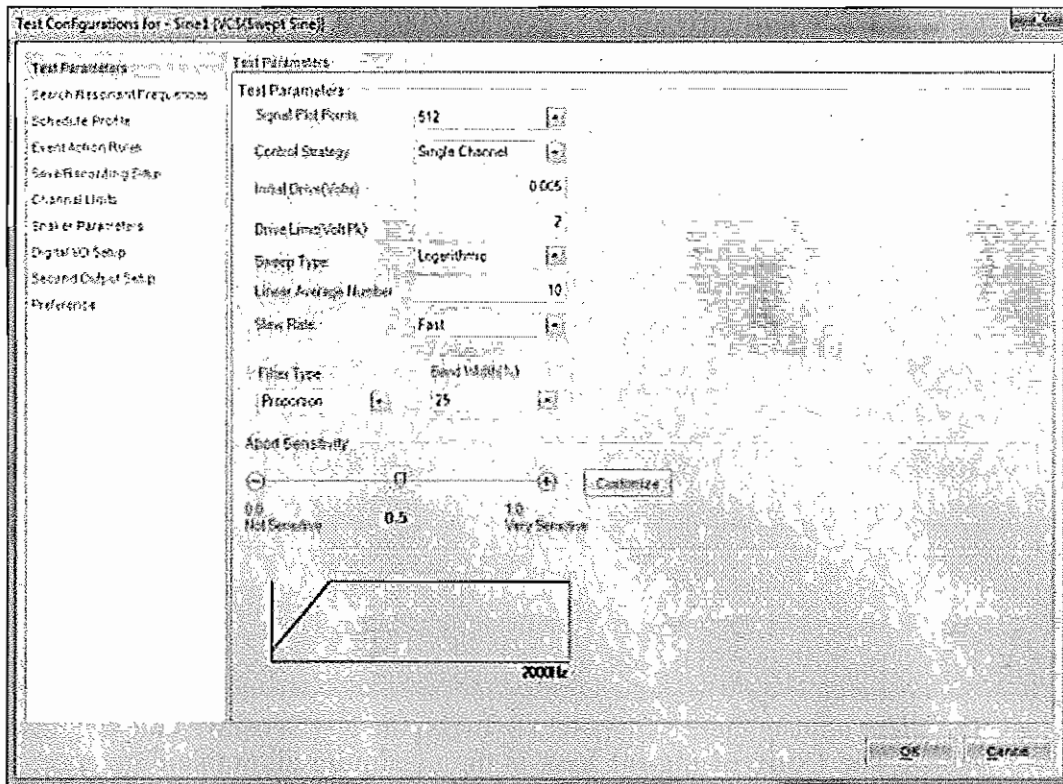 Test Configurations for - Sine1 (VCS(Swept Sine))
Test Parameters
Search Resonant Frequencies
Schedule Profile
Event Action Rules
Save/Recording Setup
Channel Limits
Shaker Parameters
Digital I/O Setup
Second Output Setup
Preference
Test Parameters
Test Parameters
Signal Plot Points 512
Control Strategy Single Channel
Initial Drive(Volts) 0.005
Drive Limit(Volt Pk) 2
Sweep Type Logarithmic
Linear Average Number 10
Slew Rate Fast
Filter Type Band Width(%)
Proportion 25
Abort Sensitivity
Customize
0.0 0.5 1.0
Not Sensitive Very Sensitive
2000Hz
OK Cancel